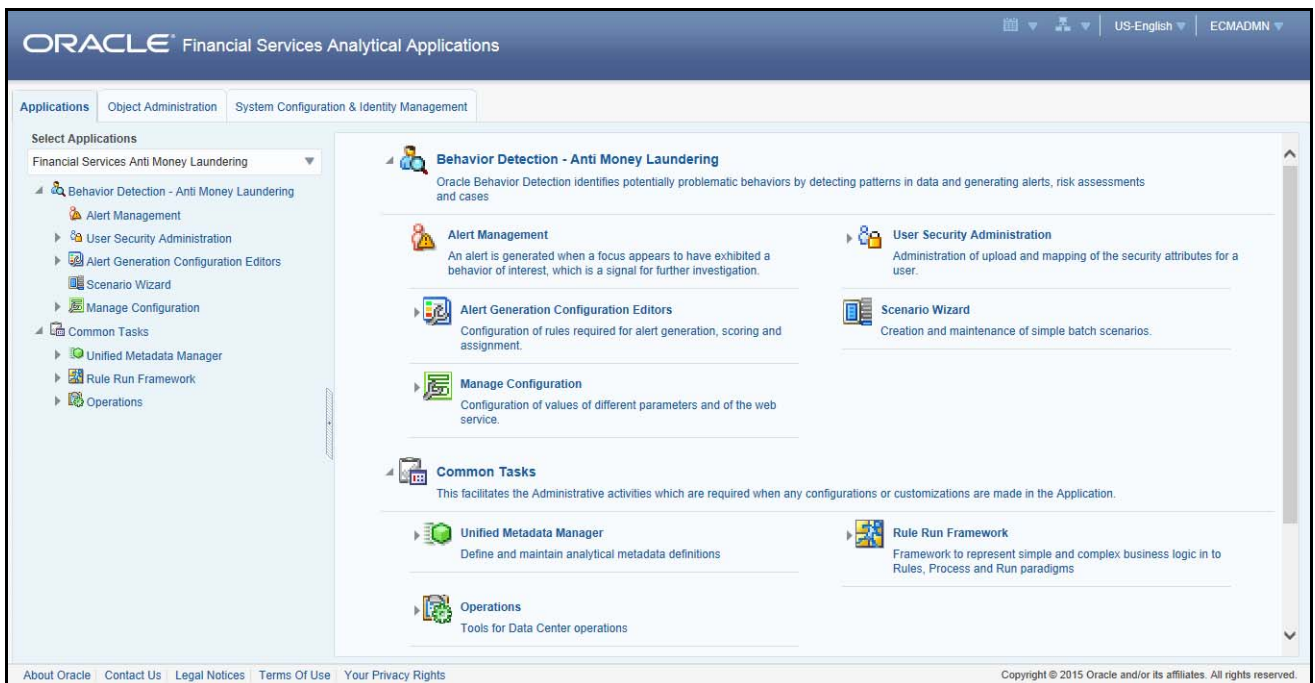 ORACLE® Financial Services Analytical Applications
US-English
ECMADMN
Applications
Object Administration
System Configuration & Identity Management
Select Applications
Financial Services Anti Money Laundering
Behavior Detection - Anti Money Laundering
Alert Management
User Security Administration
Alert Generation Configuration Editors
Scenario Wizard
Manage Configuration
Common Tasks
Unified Metadata Manager
Rule Run Framework
Operations
Behavior Detection - Anti Money Laundering
Oracle Behavior Detection identifies potentially problematic behaviors by detecting patterns in data and generating alerts, risk assessments
and cases
Alert Management
An alert is generated when a focus appears to have exhibited a
behavior of interest, which is a signal for further investigation.
User Security Administration
Administration of upload and mapping of the security attributes for a
user.
Alert Generation Configuration Editors
Configuration of rules required for alert generation, scoring and
assignment.
Scenario Wizard
Creation and maintenance of simple batch scenarios.
Manage Configuration
Configuration of values of different parameters and of the web
service.
Common Tasks
This facilitates the Administrative activities which are required when any configurations or customizations are made in the Application.
Unified Metadata Manager
Define and maintain analytical metadata definitions
Rule Run Framework
Framework to represent simple and complex business logic in to
Rules, Process and Run paradigms
Operations
Tools for Data Center operations
About Oracle
Contact Us
Legal Notices
Terms Of Use
Your Privacy Rights
Copyright © 2015 Oracle and/or its affiliates. All rights reserved.